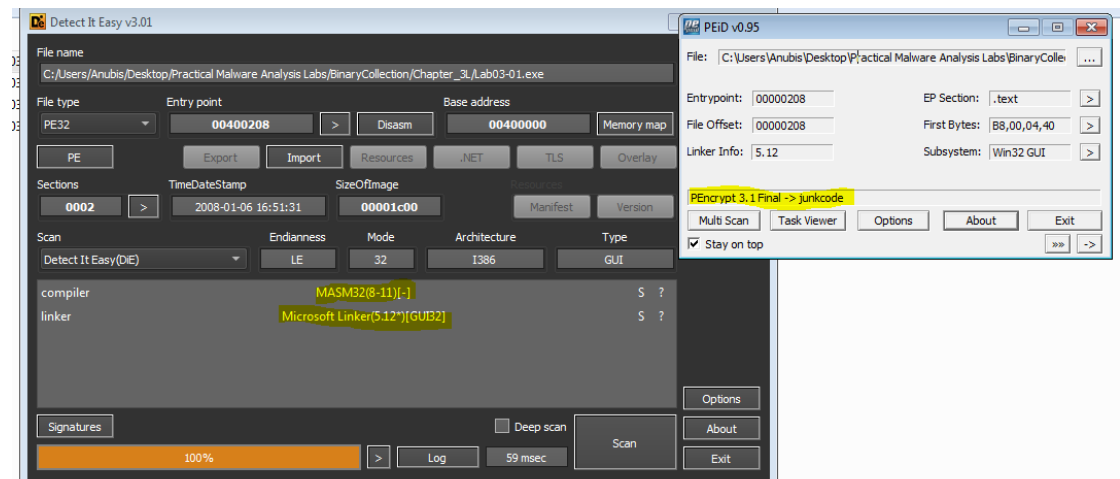 Detect It Easy v3.01
File name
C:/Users/Anubis/Desktop/Practical Malware Analysis Labs/BinaryCollection/Chapter_3L/Lab03-01.exe
File type Entry point Base address
PE32 00400208 > Disasm 00400000 Memory map
PE Export Import Resources .NET TLS Overlay
Sections TimeDateStamp SizeOfImage Resources
0002 > 2008-01-06 16:51:31 00001c00 Manifest Version
Scan Endianness Mode Architecture Type
Detect It Easy(DiE) LE 32 I386 GUI
compiler MASM32(8-11)[-] S ?
linker Microsoft Linker(5.12*)[GUI32] S ?
Options
Signatures Deep scan Scan About
100% > Log 59 msec Exit
PEiD v0.95
File: C:\Users\Anubis\Desktop\Practical Malware Analysis Labs\BinaryColle ...
Entrypoint: 00000208 EP Section: .text >
File Offset: 00000208 First Bytes: B8,00,04,40 >
Linker Info: 5.12 Subsystem: Win32 GUI >
PEncrypt 3.1 Final -> junkcode
Multi Scan Task Viewer Options About Exit
Stay on top »» ->